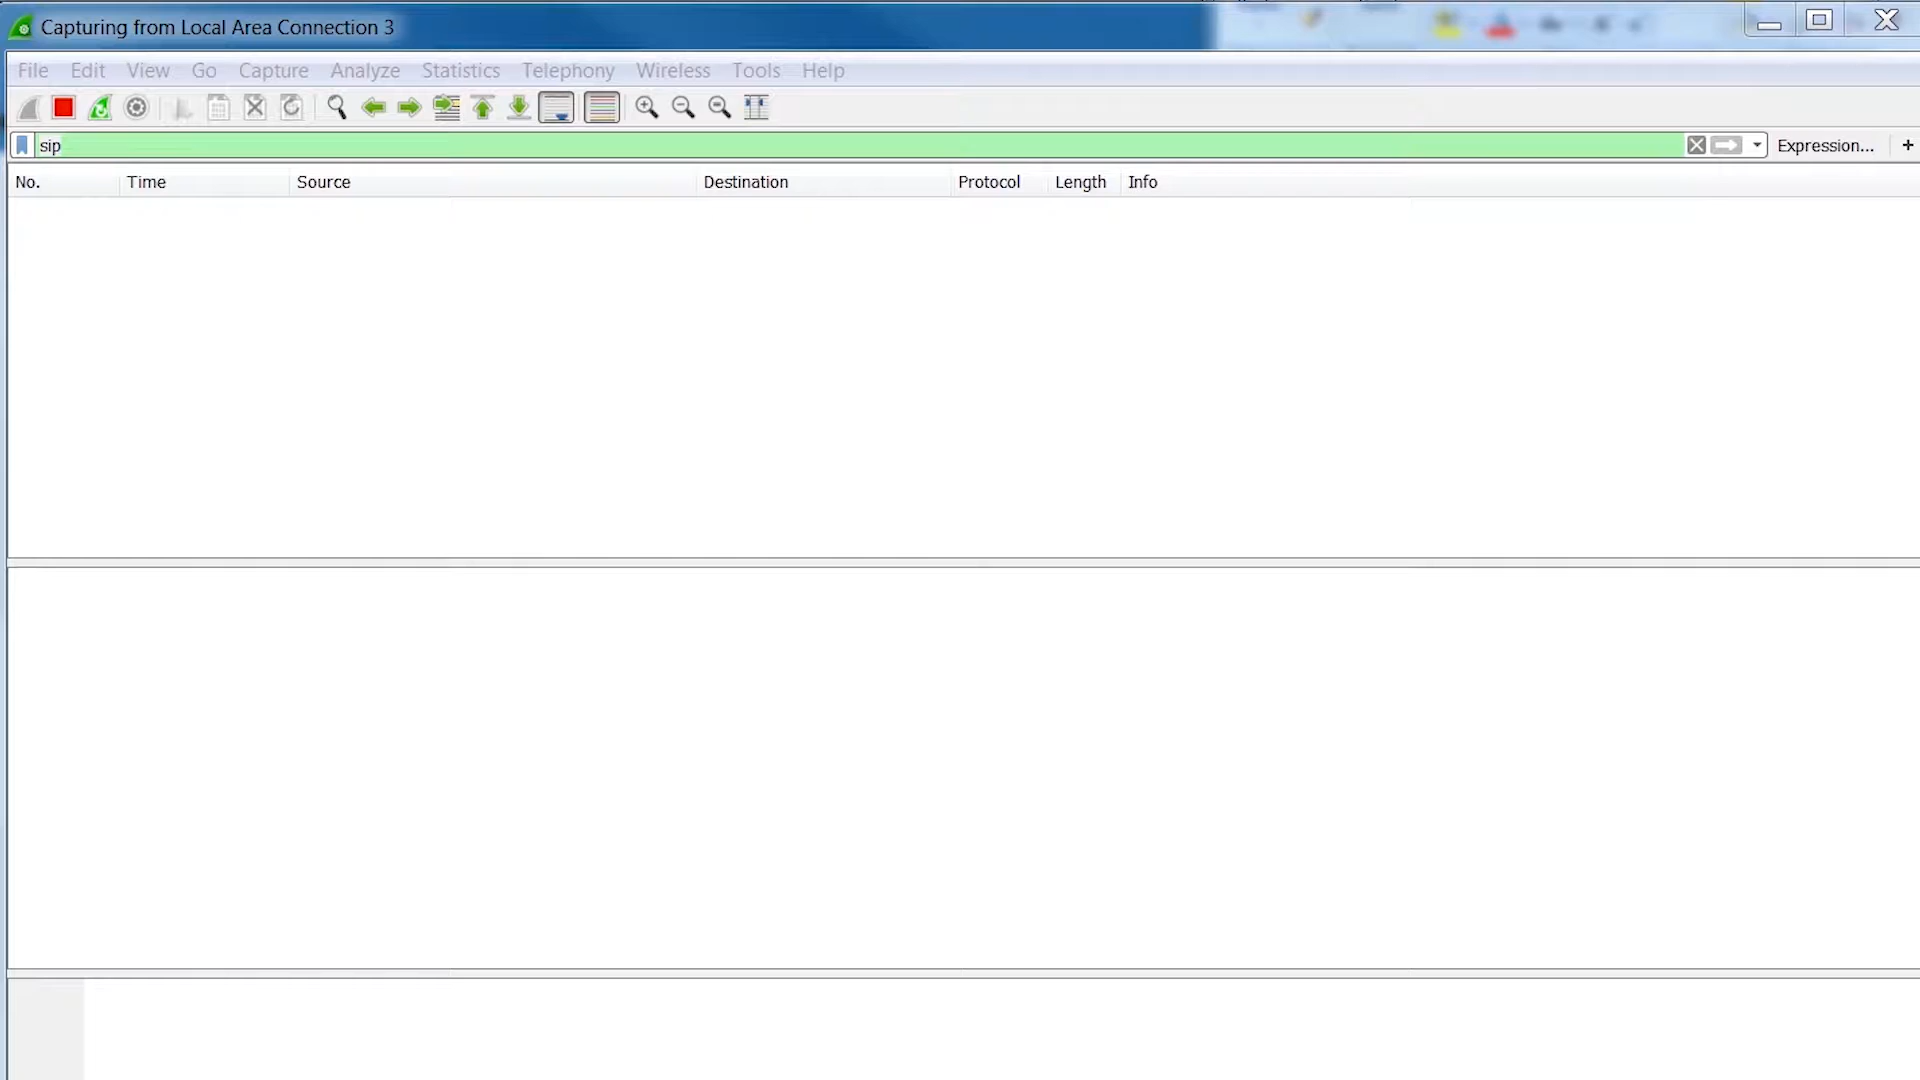 Capturing from Local Area Connection 3
File Edit View Go Capture Analyze Statistics Telephony Wireless Tools Help
sip Expression... +
No. Time Source Destination Protocol Length Info